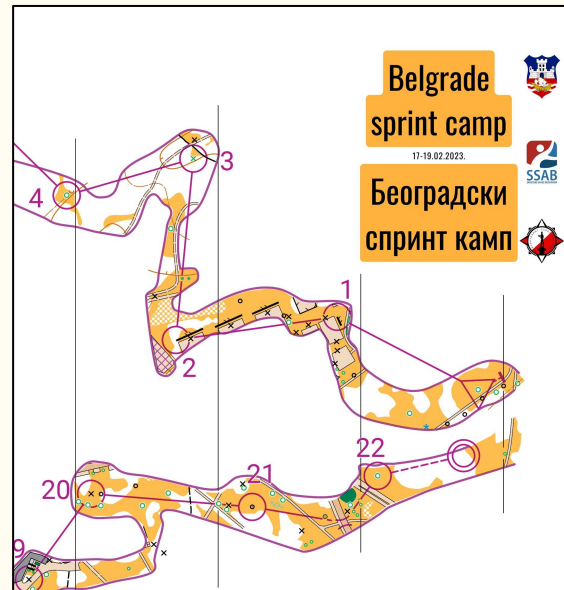 Belgrade
sprint camp
17-19.02.2023.
SSAB
Београдски
спринт камп
3
4
1
2
22
21
20
9